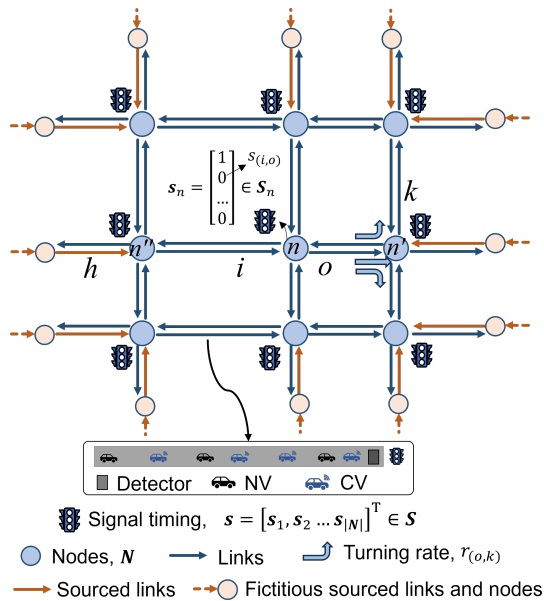 s_n = [1 0 ... 0] ∈ S_n
s_(i,o)
k
n''
n
n'
h
i
o
Detector NV CV
Signal timing, s = [s_1, s_2 ... s_|N|]^T ∈ S
Nodes, N Links Turning rate, r_(o,k)
Sourced links Fictitious sourced links and nodes